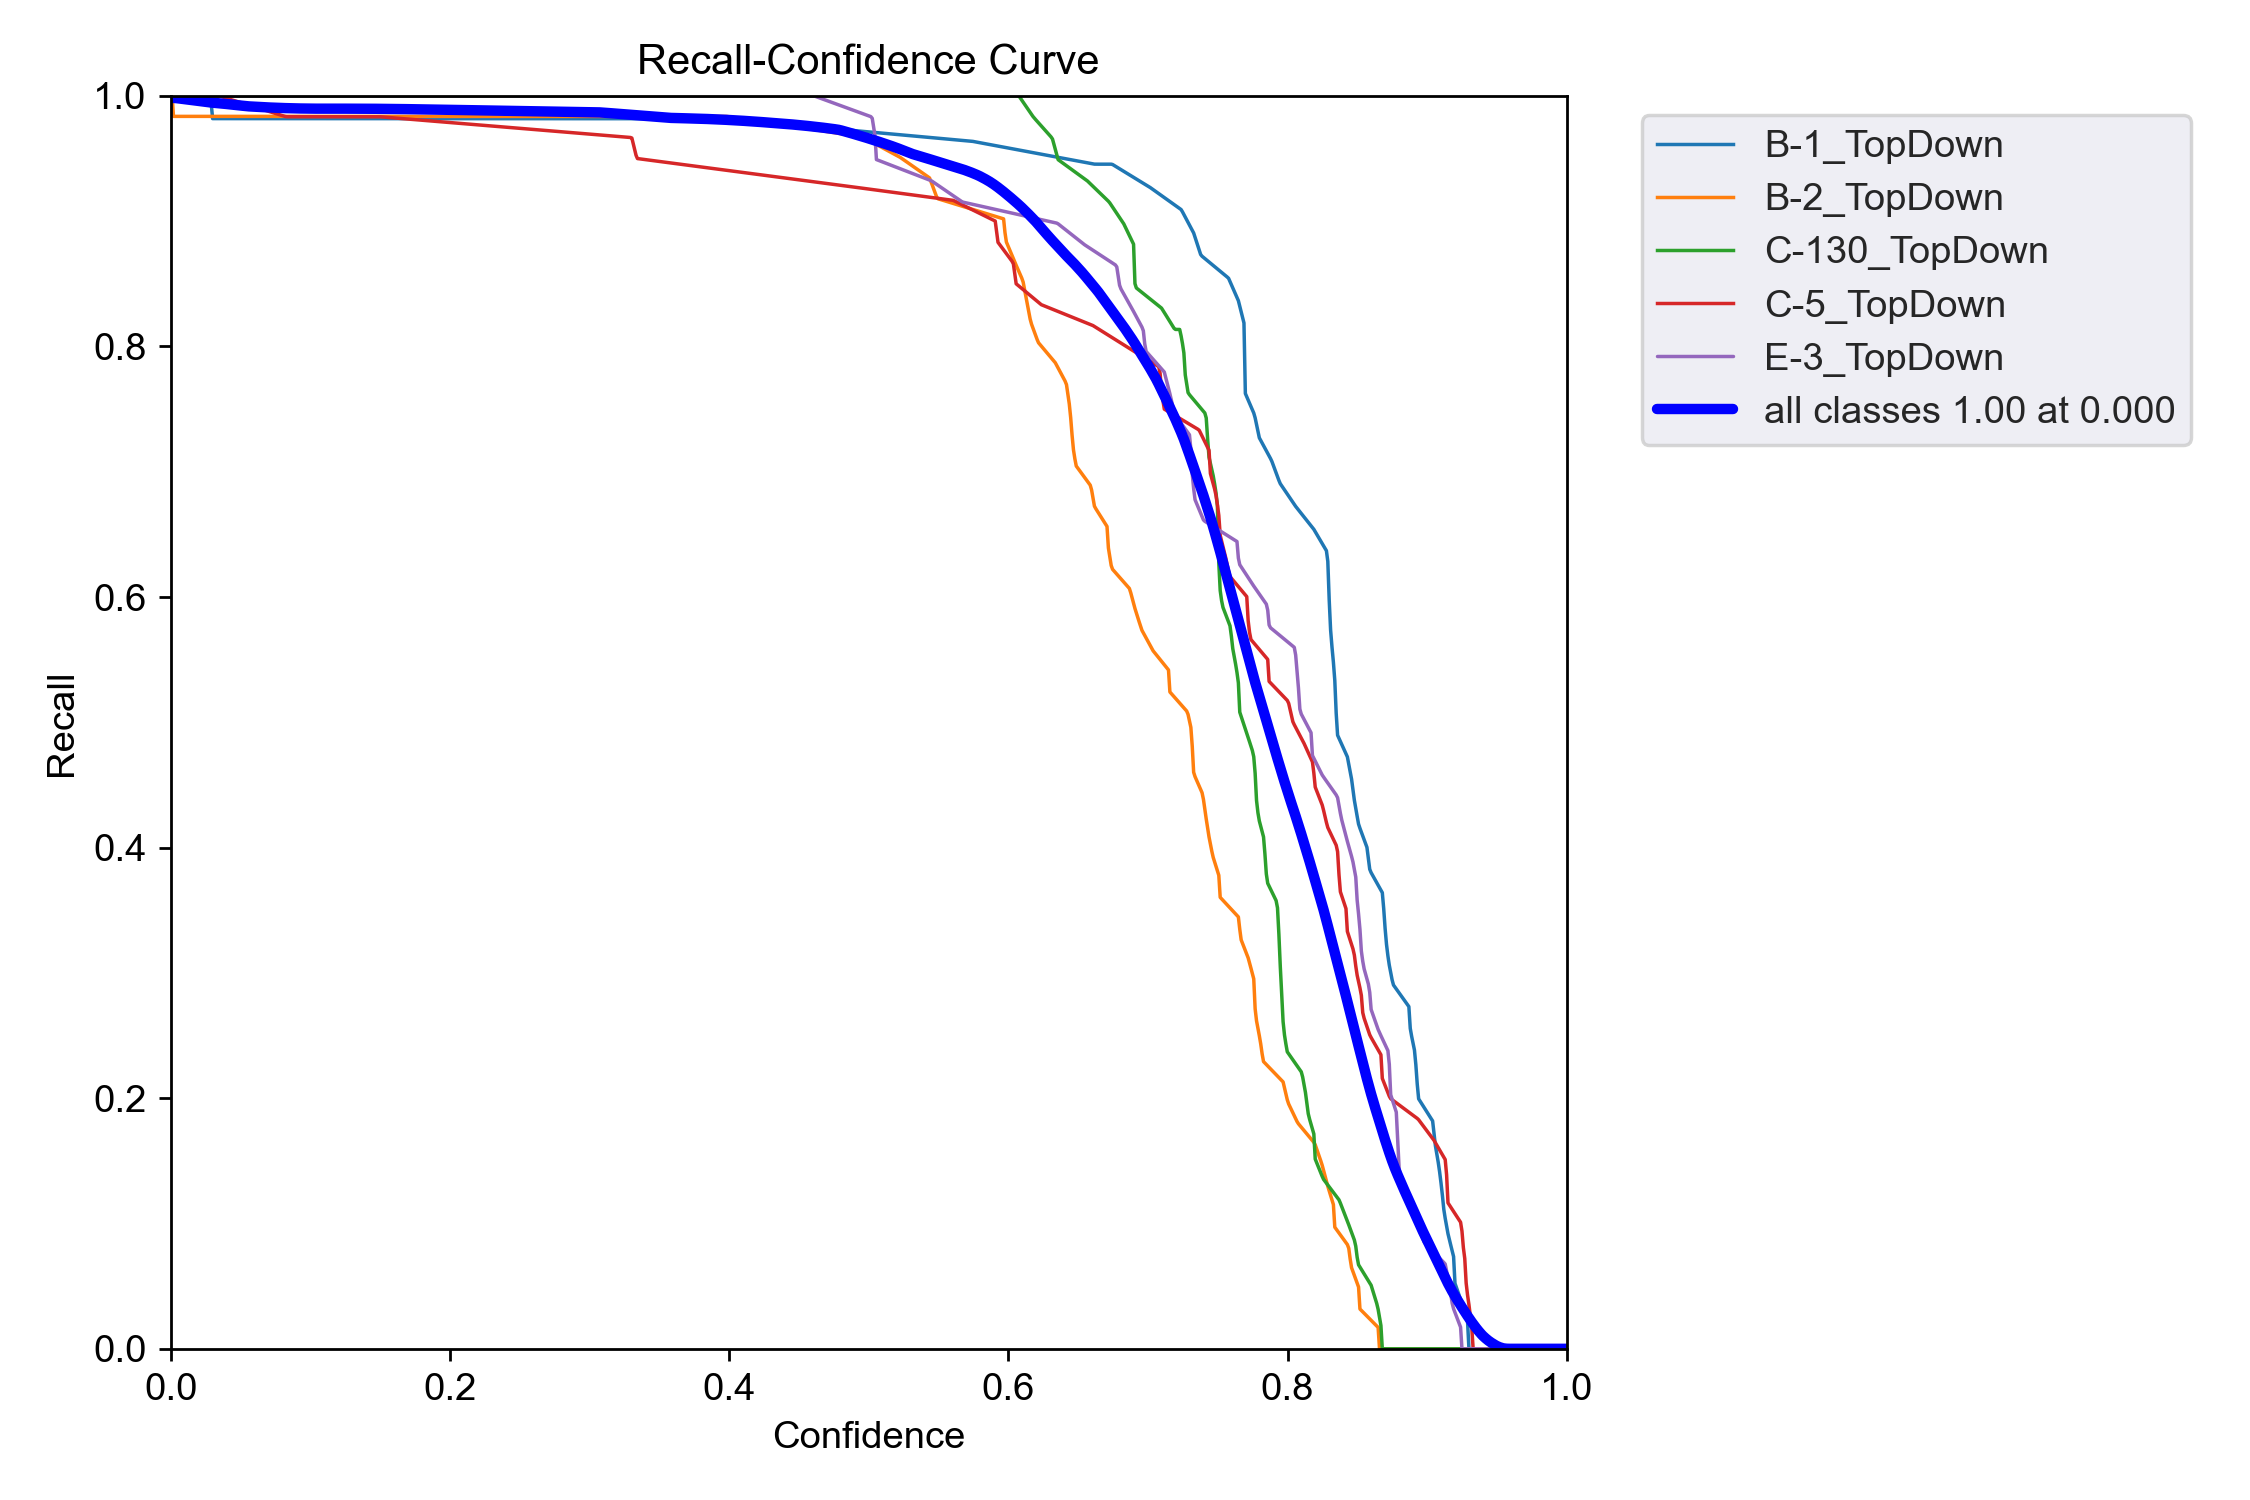 Recall-Confidence Curve
1.0
0.8
0.6
0.4
0.2
0.0
Recall
0.0 0.2 0.4 0.6 0.8 1.0
Confidence
B-1_TopDown
B-2_TopDown
C-130_TopDown
C-5_TopDown
E-3_TopDown
all classes 1.00 at 0.000